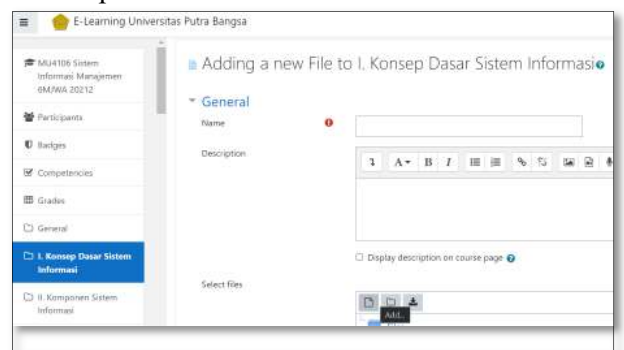 E-Learning Universitas Putra Bangsa
MU4106 Sistem
Informasi Manajemen
6M/WA 20212
Participants
Badges
Competencies
Grades
General
I. Konsep Dasar Sistem
Informasi
II. Komponen Sistem
Informasi
Adding a new File to I. Konsep Dasar Sistem Informasi
General
Name
Description
A B I
Display description on course page
Select files
Add...